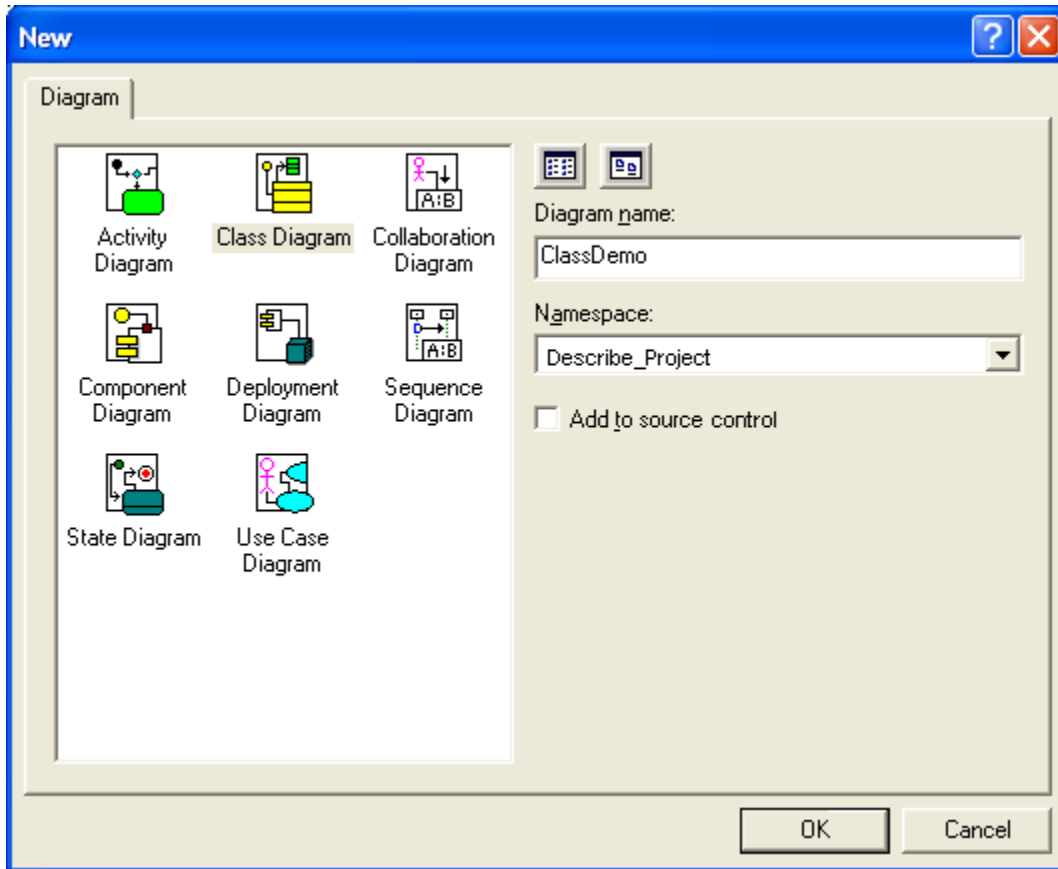 New
Diagram
Activity
Diagram
Class Diagram
Collaboration
Diagram
Component
Diagram
Deployment
Diagram
Sequence
Diagram
State Diagram
Use Case
Diagram
A:B
A:B
Diagram name:
ClassDemo
Namespace:
Describe_Project
Add to source control
OK
Cancel